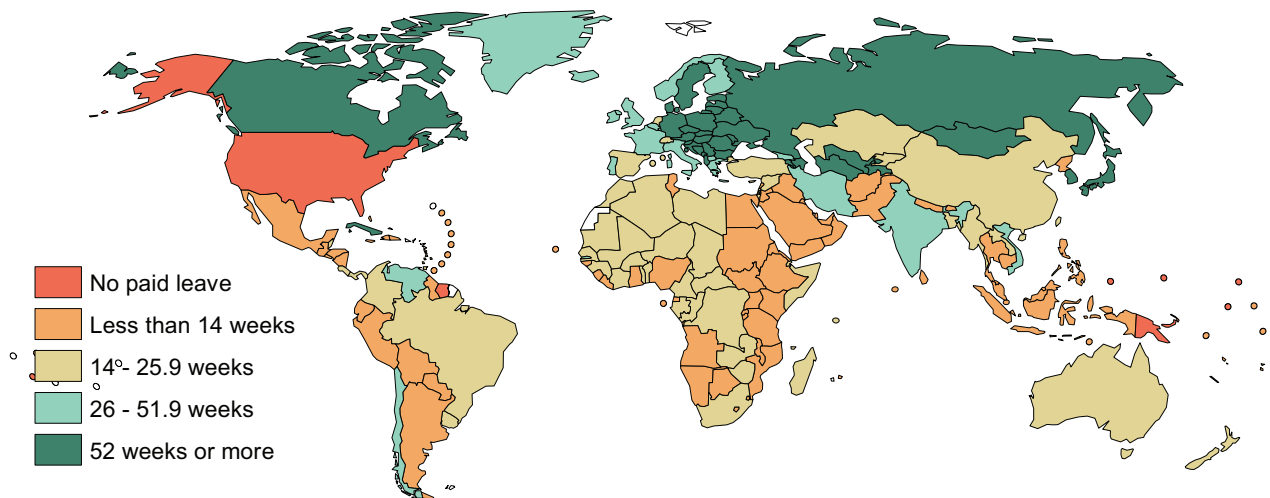 No paid leave
Less than 14 weeks
14 - 25.9 weeks
26 - 51.9 weeks
52 weeks or more